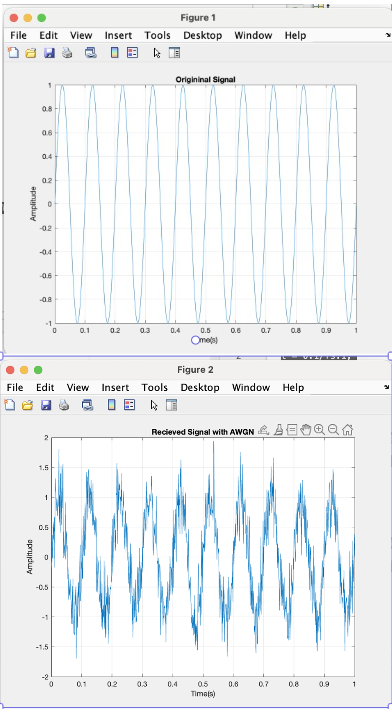 Figure 1
File Edit View Insert Tools Desktop Window Help
Origininal Signal
1
0.8
0.6
0.4
0.2
0
-0.2
-0.4
-0.6
-0.8
-1
Amplitude
0 0.1 0.2 0.3 0.4 0.5 0.6 0.7 0.8 0.9 1
me(s)
Figure 2
File Edit View Insert Tools Desktop Window Help
Recieved Signal with AWGN
2
1.5
1
0.5
0
-0.5
-1
-1.5
-2
Amplitude
0 0.1 0.2 0.3 0.4 0.5 0.6 0.7 0.8 0.9 1
Time(s)